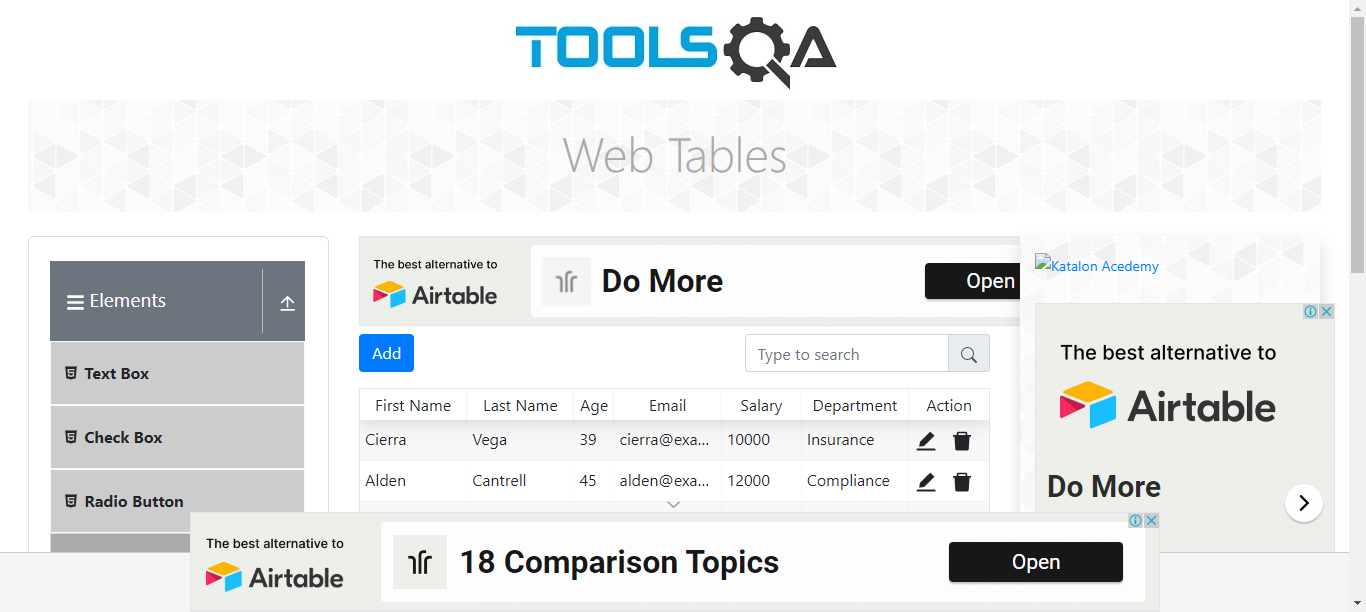 TOOLSQA
Web Tables
Elements
Text Box
Check Box
Radio Button
The best alternative to
Airtable
Do More
Open
Add
Type to search
First Name Last Name Age Email Salary Department Action
Cierra Vega 39 cierra@exa... 10000 Insurance
Alden Cantrell 45 alden@exa... 12000 Compliance
Katalon Acedemy
The best alternative to
Airtable
Do More
The best alternative to
Airtable
18 Comparison Topics
Open